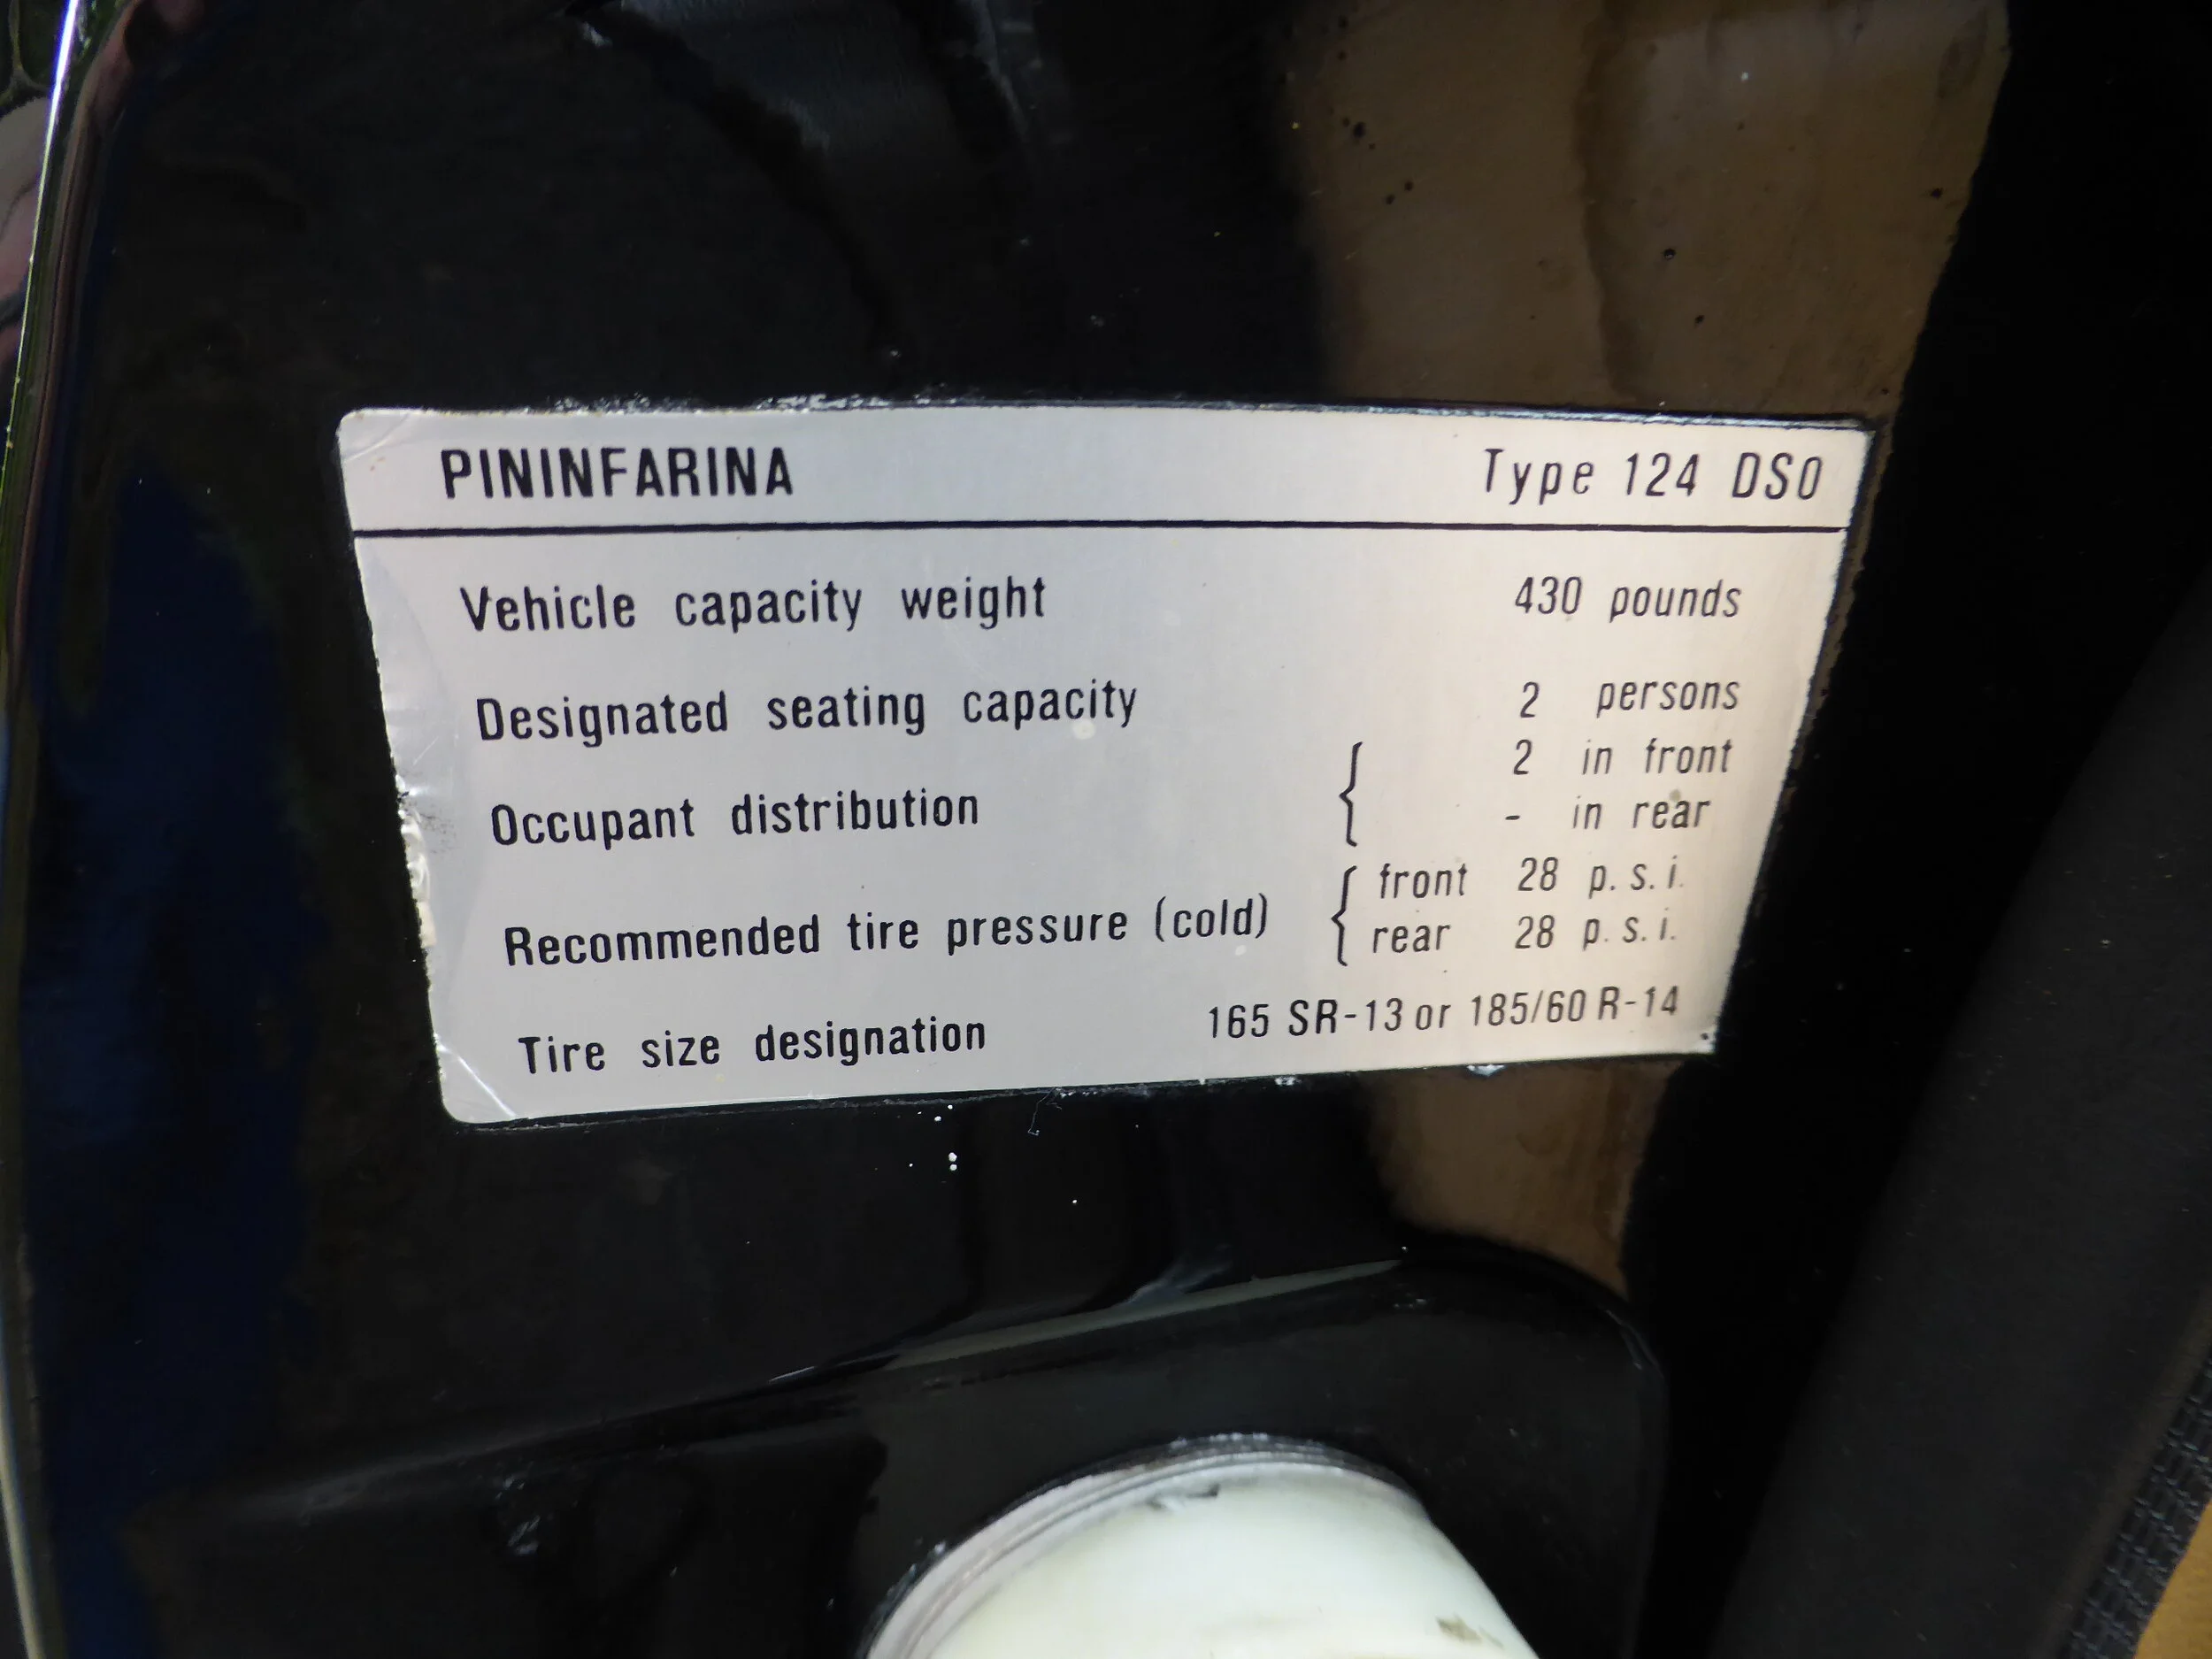 PININFARINA Type 124 DS0
Vehicle capacity weight 430 pounds
Designated seating capacity 2 persons
Occupant distribution { 2 in front
- in rear
Recommended tire pressure (cold) { front 28 p.s.i.
rear 28 p.s.i.
Tire size designation 165 SR-13 or 185/60 R-14